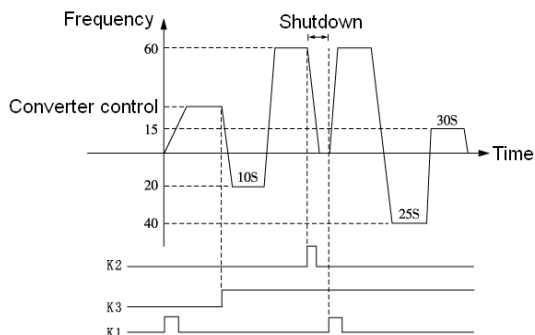 Frequency
Shutdown
60
Converter control
15
30S
Time
10S
20
25S
40
K2
K3
K1